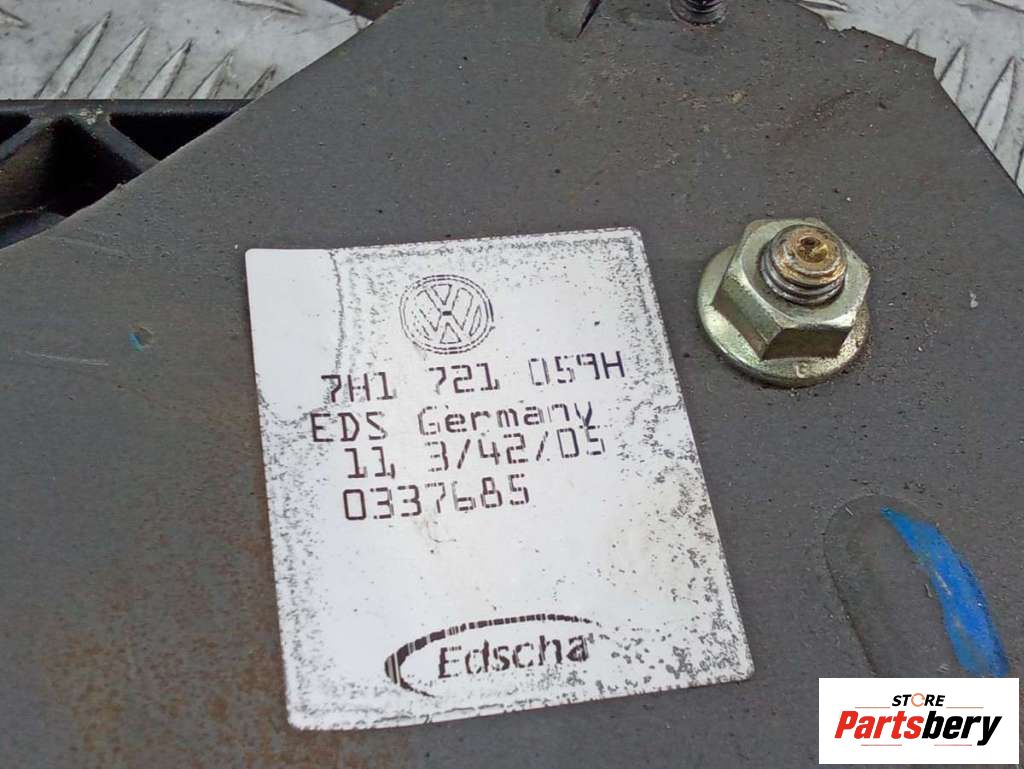 7H1 721 059H
EDS Germany
11 3/42/05
0337685
Edscha
STORE
Partsbery